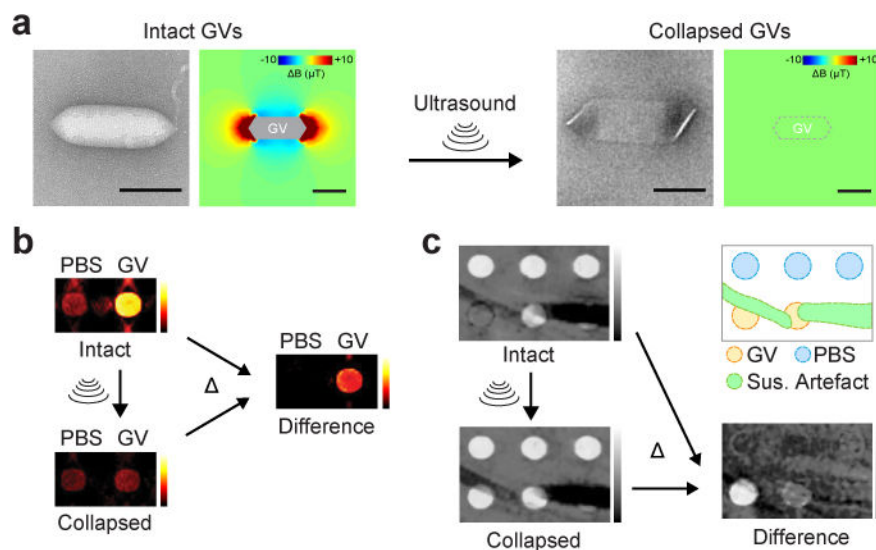 a
Intact GVs
Collapsed GVs
-10 +10
ΔB (μT)
GV
Ultrasound
-10 +10
ΔB (μT)
GV
b
PBS GV
Intact
PBS GV
Collapsed
Δ
PBS GV
Difference
c
Intact
Collapsed
Δ
GV PBS
Sus. Artefact
Difference